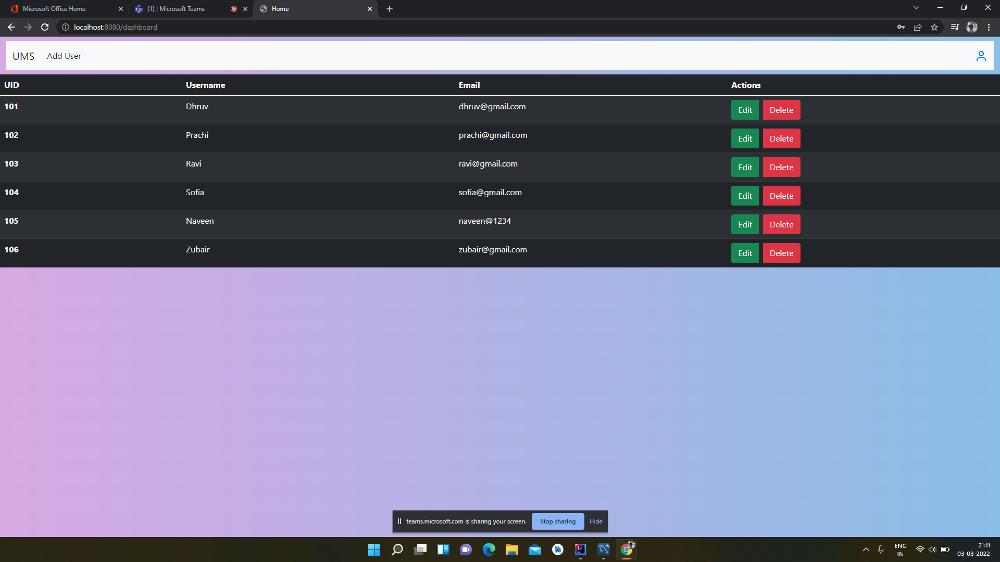 Microsoft Office Home
(1) | Microsoft Teams
Home
localhost:8080/dashboard
UMS Add User
UID Username Email Actions
101 Dhruv dhruv@gmail.com Edit Delete
102 Prachi prachi@gmail.com Edit Delete
103 Ravi ravi@gmail.com Edit Delete
104 Sofia sofia@gmail.com Edit Delete
105 Naveen naveen@1234 Edit Delete
106 Zubair zubair@gmail.com Edit Delete
teams.microsoft.com is sharing your screen. Stop sharing Hide
ENG
IN
21:11
03-03-2022